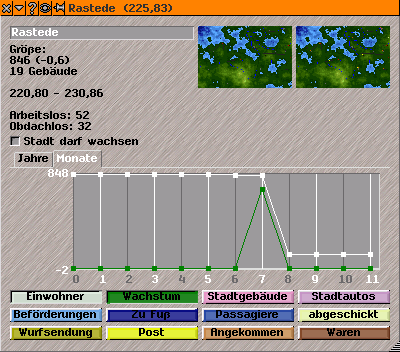 Rastede (225,83)
Rastede
Größe:
846 (-0,6)
19 Gebäude
220,80 - 230,86
Arbeitslos: 52
Obdachlos: 32
Stadt darf wachsen
Jahre Monate
848
-2
0 1 2 3 4 5 6 7 8 9 10 11
Einwohner Wachstum Stadtgebäude Stadtautos
Beförderungen Zu Fuß Passagiere abgeschickt
Wurfsendung Post Angekommen Waren